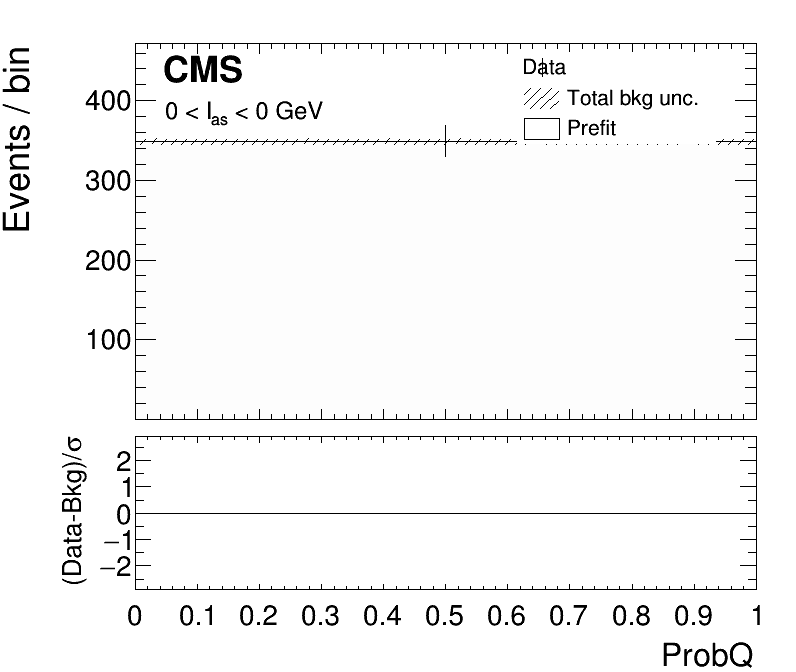 CMS
0 < Ias < 0 GeV
Data
Total bkg unc.
Prefit
Events / bin
400
300
200
100
(Data-Bkg)/σ
2
1
0
−1
−2
0 0.1 0.2 0.3 0.4 0.5 0.6 0.7 0.8 0.9 1
ProbQ